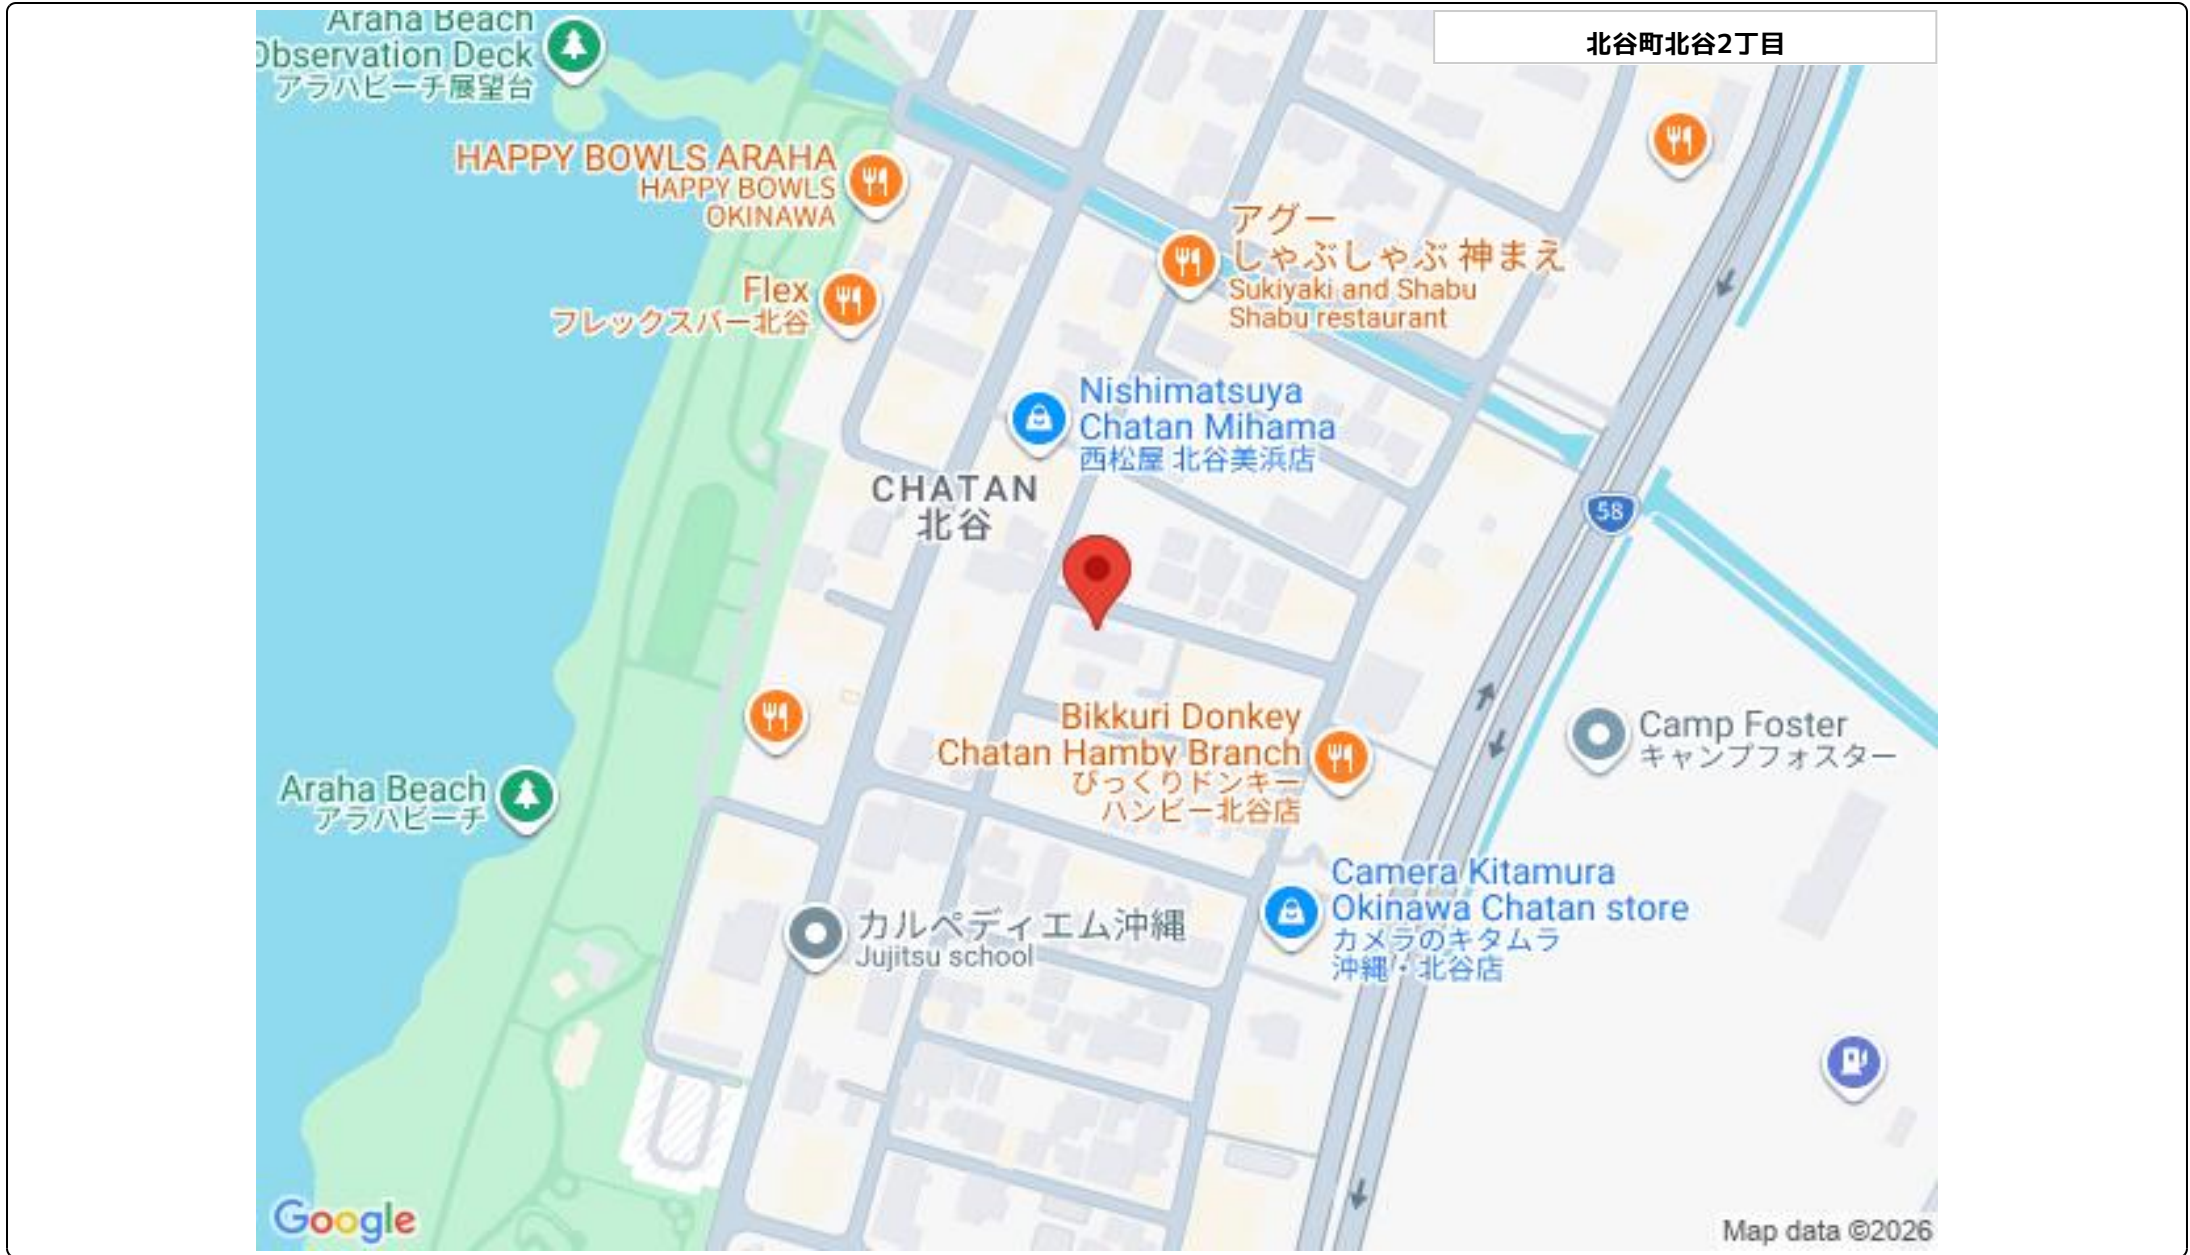 北谷町北谷2丁目
Araha Beach
Observation Deck
アラハビーチ展望台
HAPPY BOWLS ARAHA
HAPPY BOWLS
OKINAWA
アグー
しゃぶしゃぶ 神まえ
Sukiyaki and Shabu
Shabu restaurant
Flex
フレックスバー北谷
Nishimatsuya
Chatan Mihama
西松屋 北谷美浜店
CHATAN
北谷
58
Bikkuri Donkey
Chatan Hamby Branch
びっくりドンキー
ハンビー北谷店
Camp Foster
キャンプフォスター
Araha Beach
アラハビーチ
Camera Kitamura
Okinawa Chatan store
カメラのキタムラ
沖縄・北谷店
カルペディエム沖縄
Jujitsu school
Google
Map data ©2026